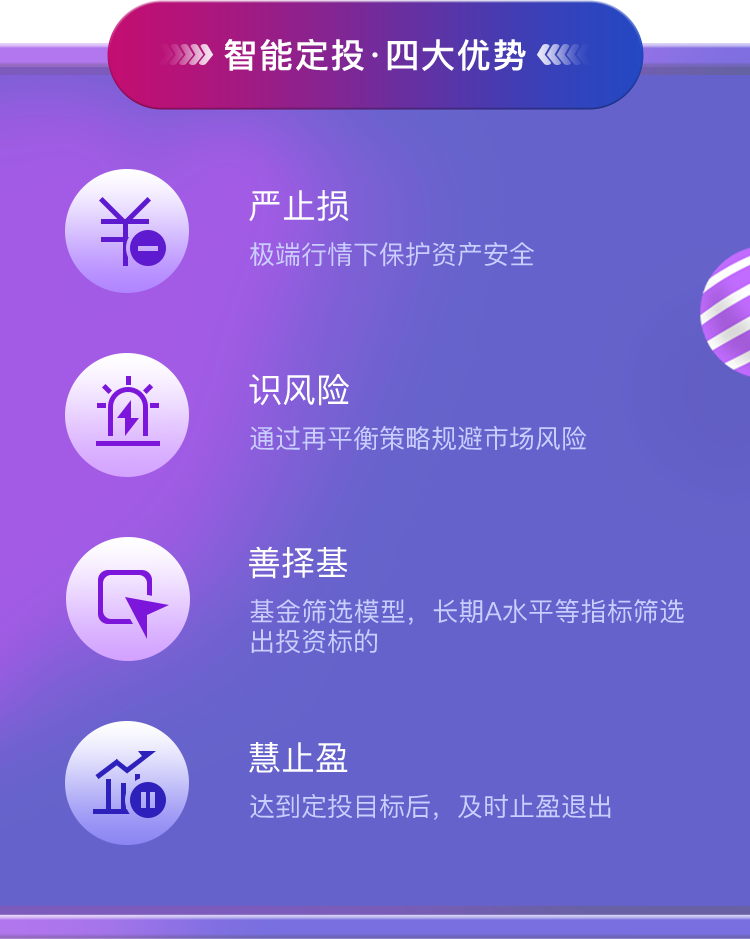 智能定投·四大优势
严止损
极端行情下保护资产安全
识风险
通过再平衡策略规避市场风险
善择基
基金筛选模型，长期A水平等指标筛选
出投资标的
慧止盈
达到定投目标后，及时止盈退出